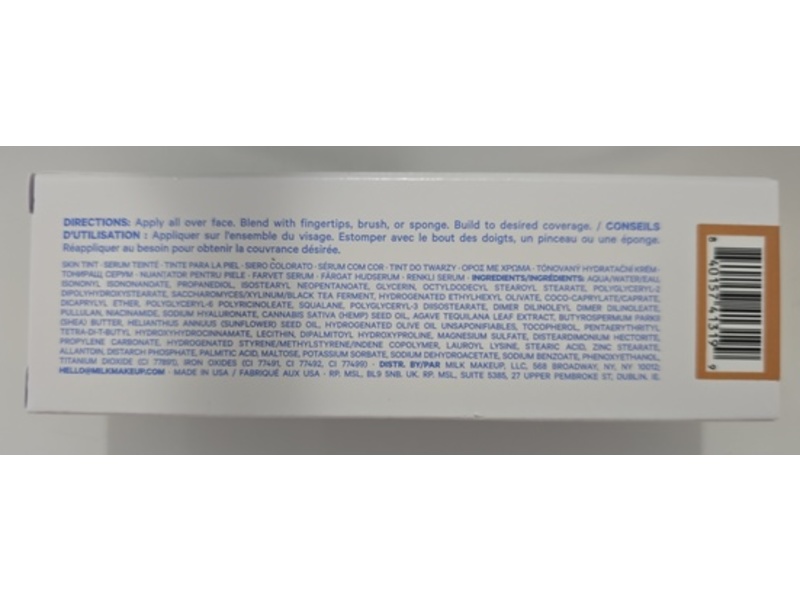 DIRECTIONS: Apply all over face. Blend with fingertips, brush, or sponge. Build to desired coverage. / CONSEILS
D'UTILISATION : Appliquer sur l'ensemble du visage. Estomper avec le bout des doigts, un pinceau ou une éponge.
Réappliquer au besoin pour obtenir la couvrance désirée.
SKIN TINT · SERUM TEINTÉ · TINTE PARA LA PIEL · SIERO COLORATO · SÉRUM COM COR · TINT DO TWARZY · ΟΡΟΣ ΜΕ ΧΡΩΜΑ · TÓNOVANÝ HYDRATAČNÍ KRÉM ·
ТОНИРАЩ СЕРУМ · NUANȚATOR PENTRU PIELE · FARVET SERUM · FÄRGAT HUDSERUM · RENKLİ SERUM · INGREDIENTS/INGRÉDIENTS: AQUA/WATER/EAU,
ISONONYL ISONONANOATE, PROPANEDIOL, ISOSTEARYL NEOPENTANOATE, GLYCERIN, OCTYLDODECYL STEAROYL STEARATE, POLYGLYCERYL-2
DIPOLYHYDROXYSTEARATE, SACCHAROMYCES/XYLINUM/BLACK TEA FERMENT, HYDROGENATED ETHYLHEXYL OLIVATE, COCO-CAPRYLATE/CAPRATE,
DICAPRYLYL ETHER, POLYGLYCERYL-6 POLYRICINOLEATE, SQUALANE, POLYGLYCERYL-3 DIISOSTEARATE, DIMER DILINOLEYL DIMER DILINOLEATE,
PULLULAN, NIACINAMIDE, SODIUM HYALURONATE, CANNABIS SATIVA (HEMP) SEED OIL, AGAVE TEQUILANA LEAF EXTRACT, BUTYROSPERMUM PARKII
(SHEA) BUTTER, HELIANTHUS ANNUUS (SUNFLOWER) SEED OIL, HYDROGENATED OLIVE OIL UNSAPONIFIABLES, TOCOPHEROL, PENTAERYTHRITYL
TETRA-DI-T-BUTYL HYDROXYHYDROCINNAMATE, LECITHIN, DIPALMITOYL HYDROXYPROLINE, MAGNESIUM SULFATE, DISTEARDIMONIUM HECTORITE,
PROPYLENE CARBONATE, HYDROGENATED STYRENE/METHYLSTYRENE/INDENE COPOLYMER, LAUROYL LYSINE, STEARIC ACID, ZINC STEARATE,
ALLANTOIN, DISTARCH PHOSPHATE, PALMITIC ACID, MALTOSE, POTASSIUM SORBATE, SODIUM DEHYDROACETATE, SODIUM BENZOATE, PHENOXYETHANOL,
TITANIUM DIOXIDE (CI 77891), IRON OXIDES (CI 77491, CI 77492, CI 77499) · DISTR. BY/PAR MILK MAKEUP, LLC, 568 BROADWAY, NY, NY 10012;
HELLO@MILKMAKEUP.COM · MADE IN USA / FABRIQUÉ AUX USA · RP. MSL, BL9 5NB. UK. RP. MSL, SUITE 5385, 27 UPPER PEMBROKE ST, DUBLIN, IE.
8 40157 41319 9